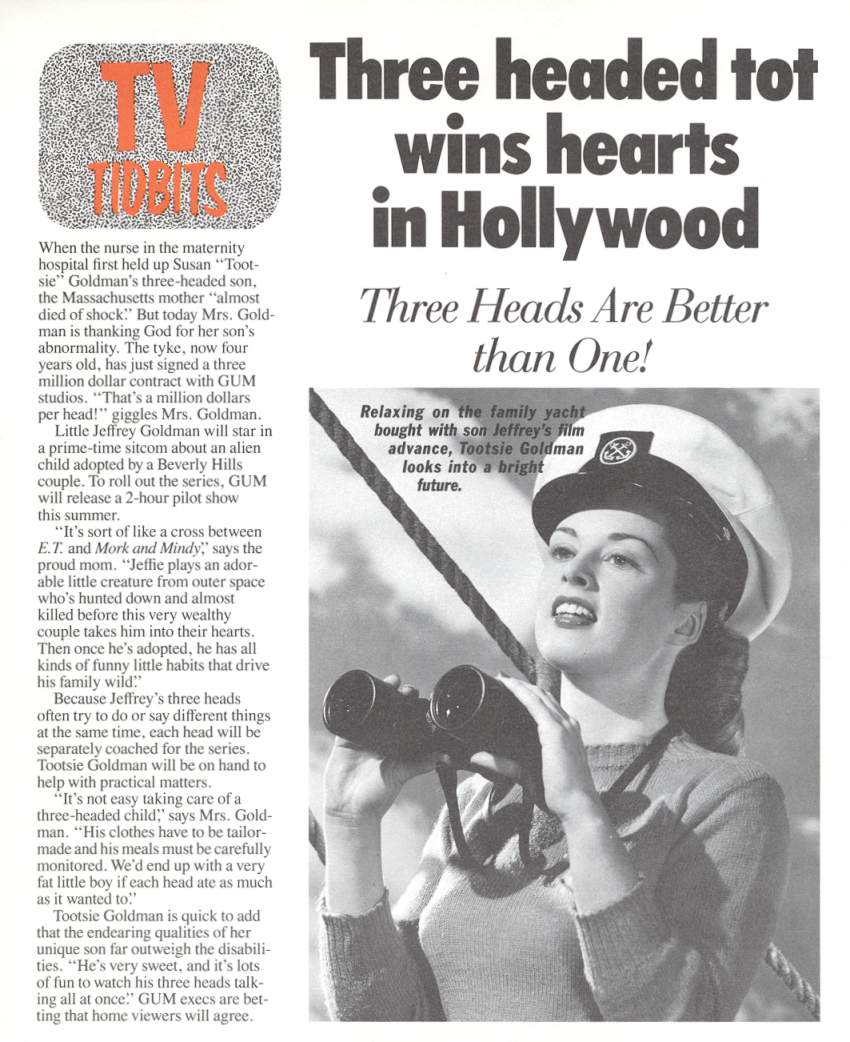 TV
TIDBITS
Three headed tot
wins hearts
in Hollywood
Three Heads Are Better
than One!
When the nurse in the maternity
hospital first held up Susan “Toot-
sie” Goldman's three-headed son,
the Massachusetts mother “almost
died of shock.” But today Mrs. Gold-
man is thanking God for her son's
abnormality. The tyke, now four
years old, has just signed a three
million dollar contract with GUM
studios. “That's a million dollars
per head!” giggles Mrs. Goldman.
Little Jeffrey Goldman will star in
a prime-time sitcom about an alien
child adopted by a Beverly Hills
couple. To roll out the series, GUM
will release a 2-hour pilot show
this summer.
“It's sort of like a cross between
E.T. and Mork and Mindy,” says the
proud mom. “Jeffie plays an ador-
able little creature from outer space
who's hunted down and almost
killed before this very wealthy
couple takes him into their hearts.
Then once he's adopted, he has all
kinds of funny little habits that drive
his family wild.”
Because Jeffrey's three heads
often try to do or say different things
at the same time, each head will be
separately coached for the series.
Tootsie Goldman will be on hand to
help with practical matters.
“It's not easy taking care of a
three-headed child,” says Mrs. Gold-
man. “His clothes have to be tailor-
made and his meals must be carefully
monitored. We'd end up with a very
fat little boy if each head ate as much
as it wanted to.”
Tootsie Goldman is quick to add
that the endearing qualities of her
unique son far outweigh the disabili-
ties. “He's very sweet, and it's lots
of fun to watch his three heads talk-
ing all at once.” GUM execs are bet-
ting that home viewers will agree.
Relaxing on the family yacht
bought with son Jeffrey's film
advance, Tootsie Goldman
looks into a bright
future.